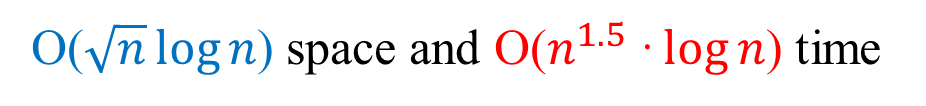 O(√n log n) space and O(n^1.5 · log n) time